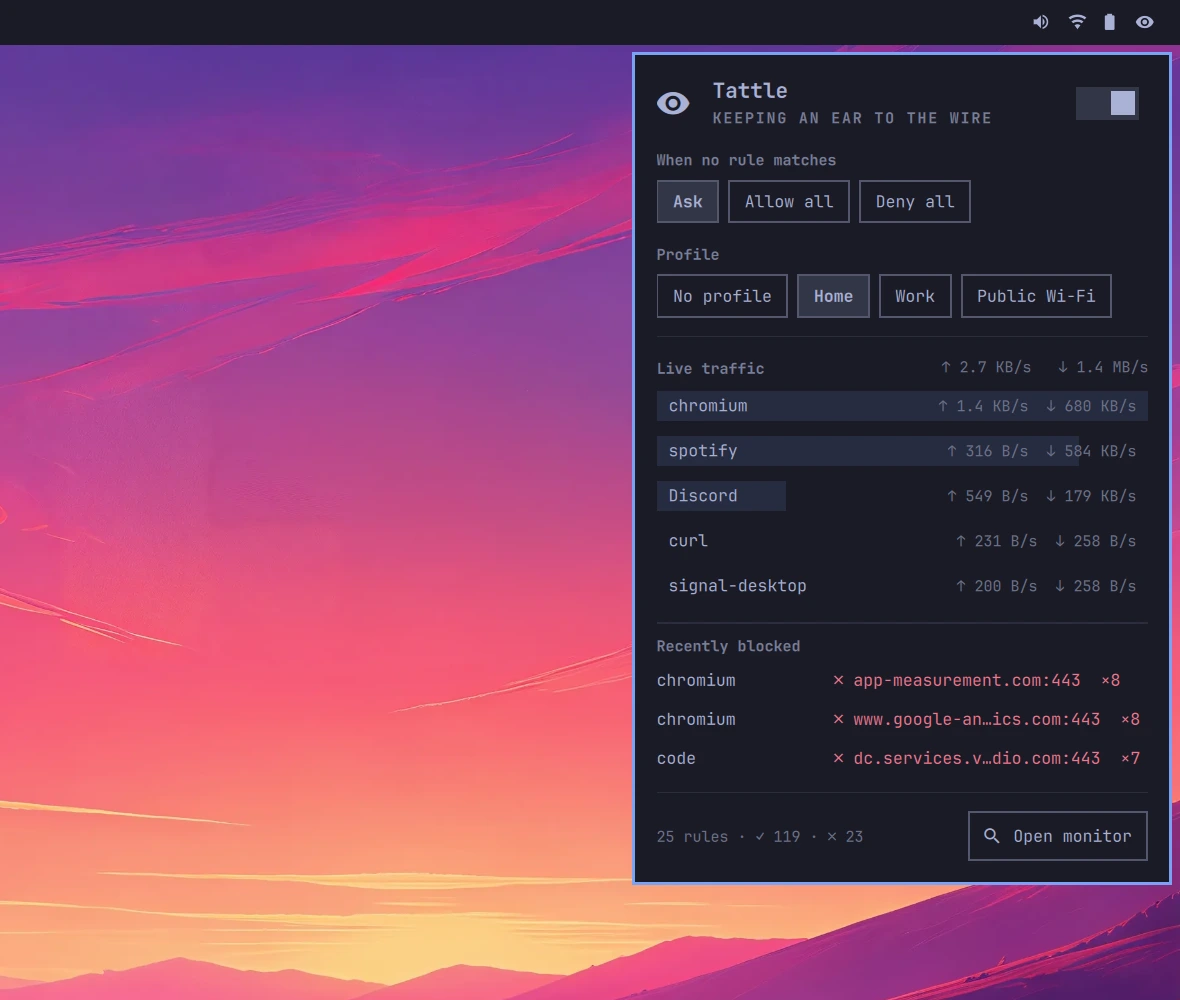 Tattle
KEEPING AN EAR TO THE WIRE
When no rule matches
Ask Allow all Deny all
Profile
No profile Home Work Public Wi-Fi
Live traffic ↑ 2.7 KB/s ↓ 1.4 MB/s
chromium ↑ 1.4 KB/s ↓ 680 KB/s
spotify ↑ 316 B/s ↓ 584 KB/s
Discord ↑ 549 B/s ↓ 179 KB/s
curl ↑ 231 B/s ↓ 258 B/s
signal-desktop ↑ 200 B/s ↓ 258 B/s
Recently blocked
chromium × app-measurement.com:443 ×8
chromium × www.google-an…ics.com:443 ×8
code × dc.services.v…dio.com:443 ×7
25 rules · ✓ 119 · × 23 Open monitor